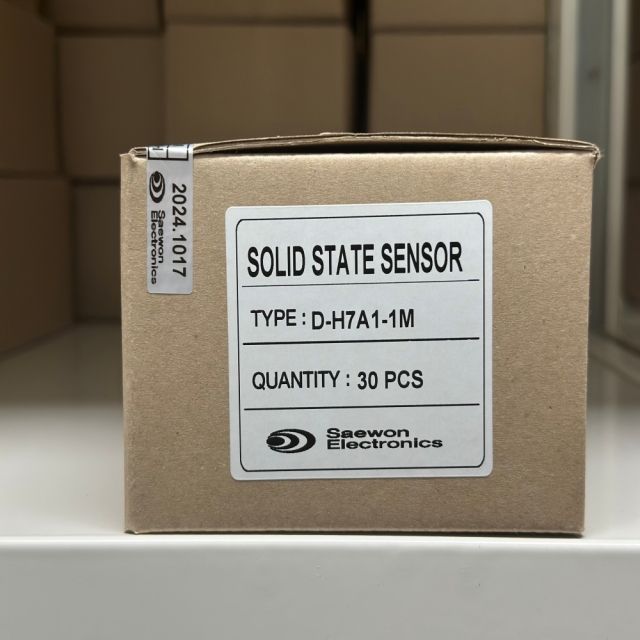 2024.1017
Saewon
Electronics
SOLID STATE SENSOR
TYPE : D-H7A1-1M
QUANTITY : 30 PCS
Saewon
Electronics